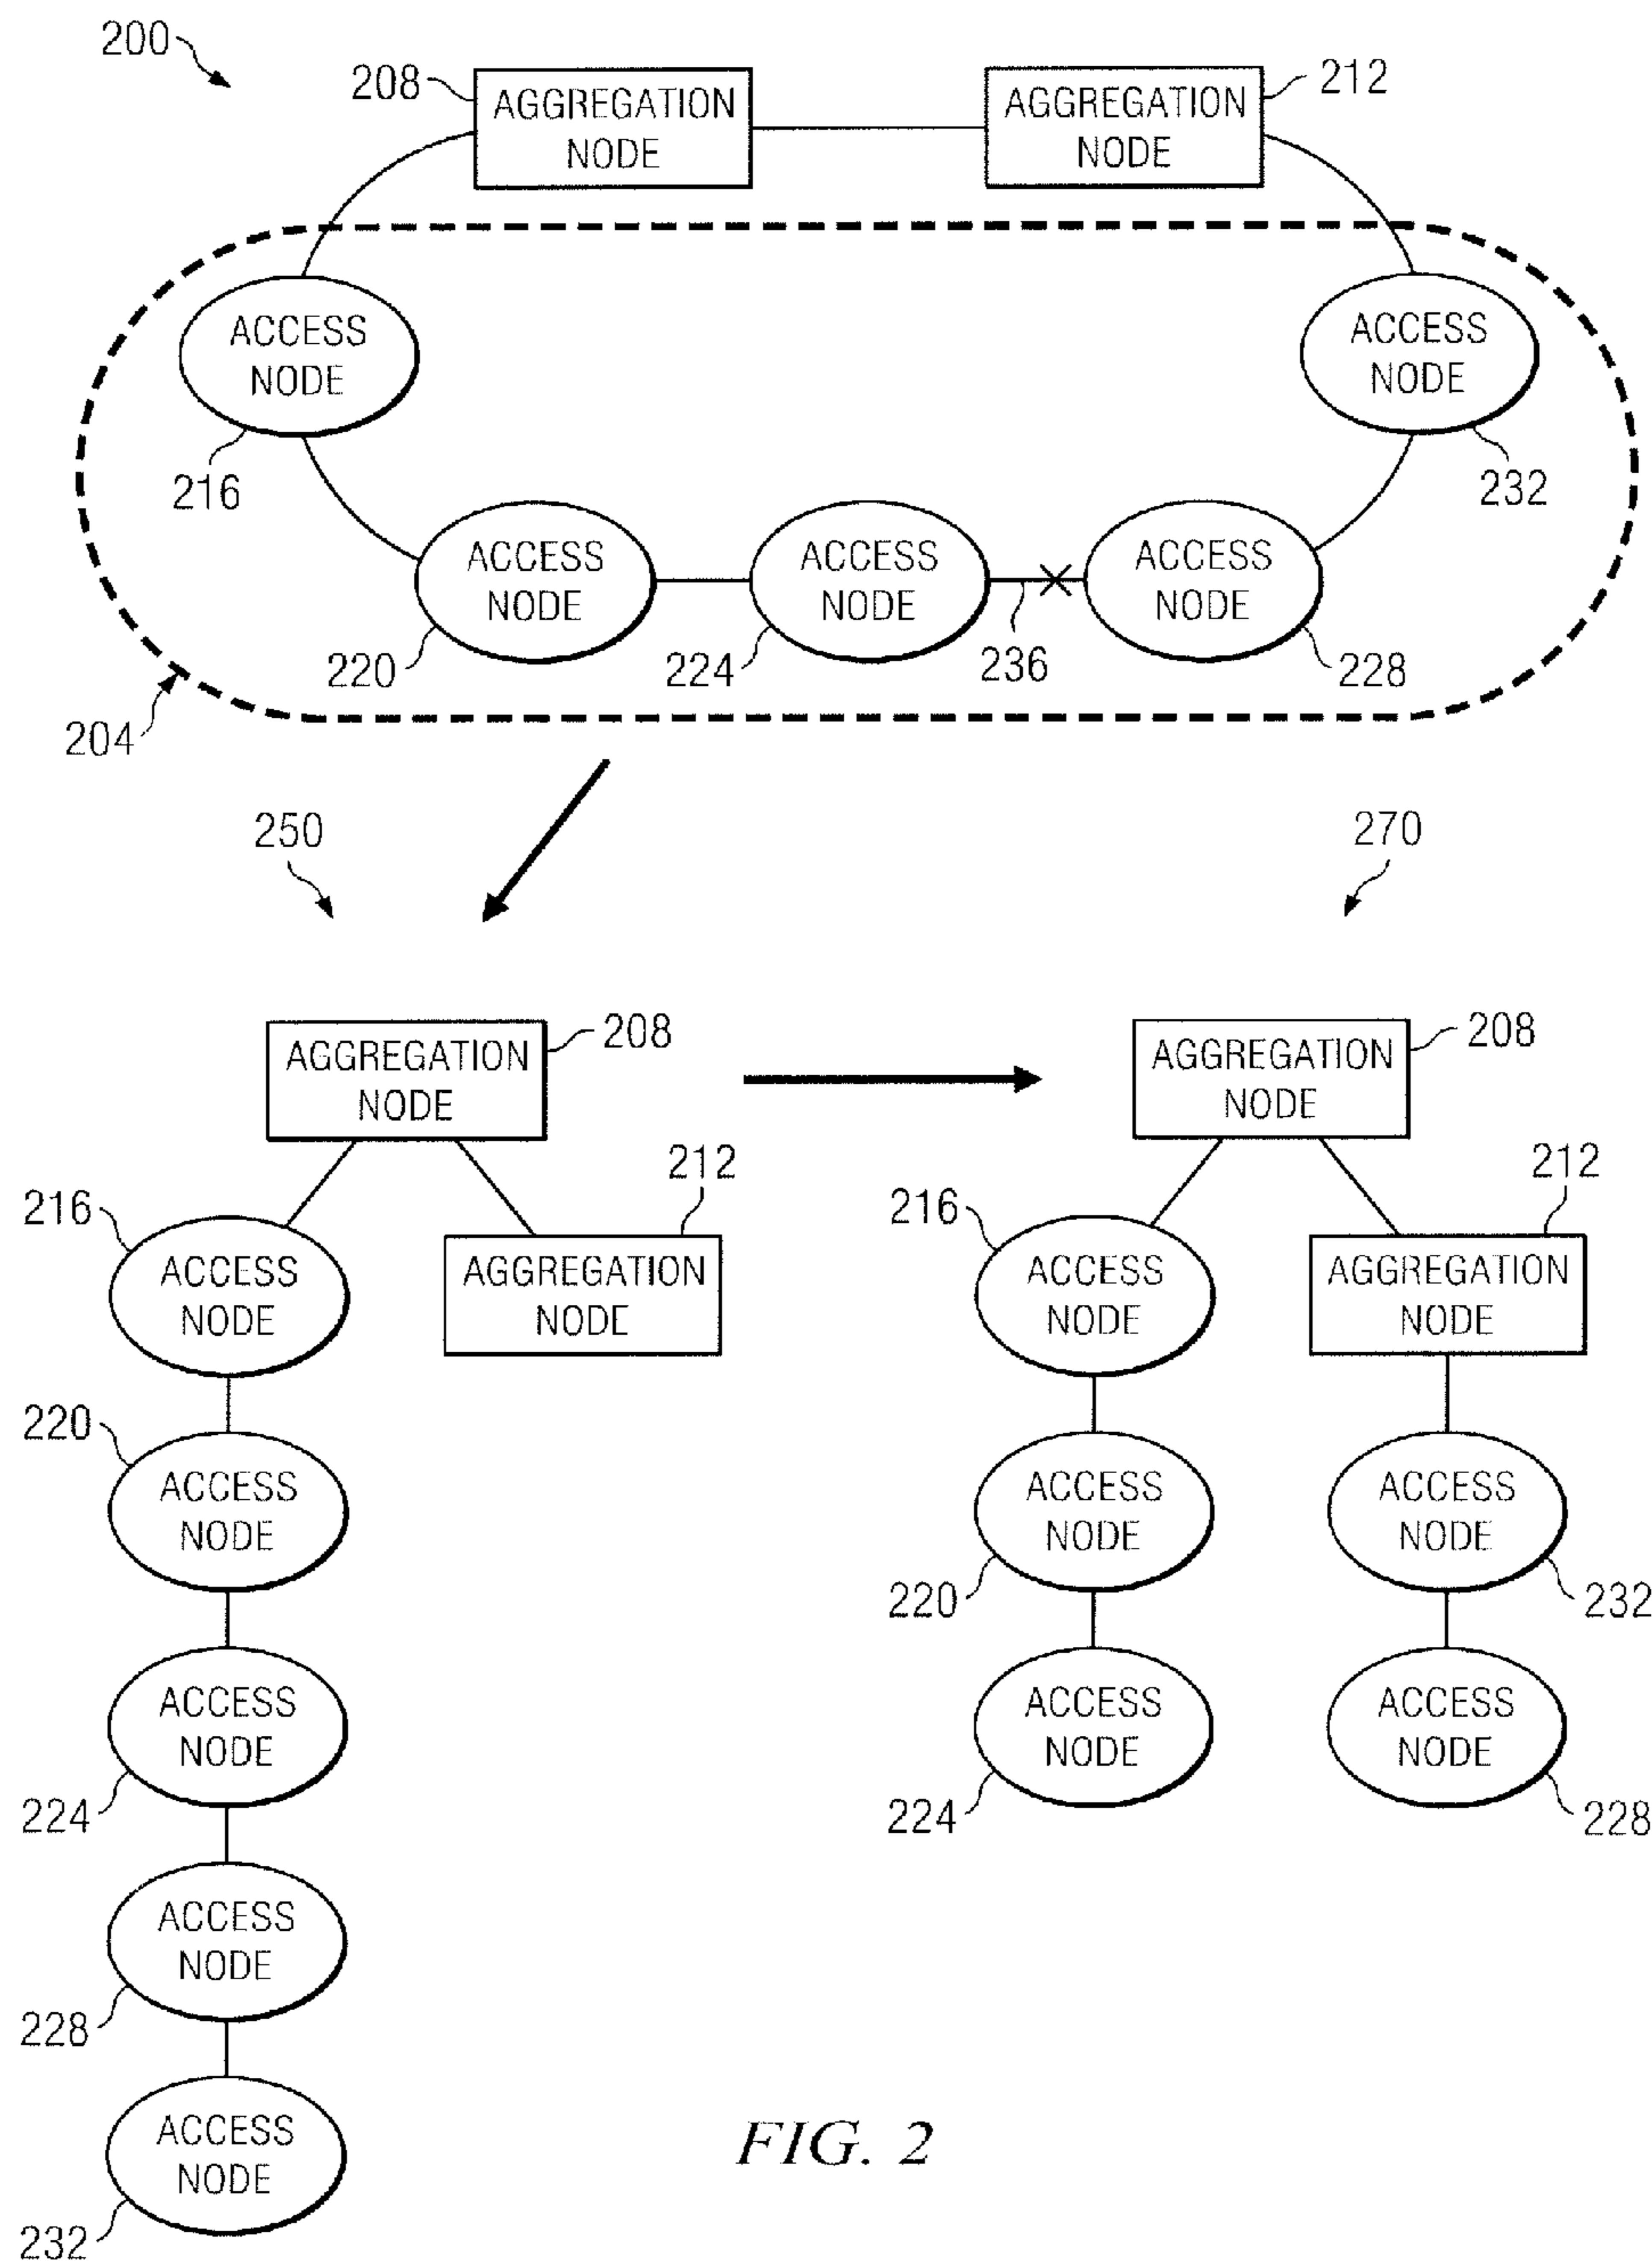 200
208
AGGREGATION
NODE
AGGREGATION
NODE
212
ACCESS
NODE
216
ACCESS
NODE
232
ACCESS
NODE
220
ACCESS
NODE
224
236
ACCESS
NODE
228
204
250
270
AGGREGATION
NODE
208
216
ACCESS
NODE
212
AGGREGATION
NODE
220
ACCESS
NODE
ACCESS
NODE
224
ACCESS
NODE
228
ACCESS
NODE
232
AGGREGATION
NODE
208
216
ACCESS
NODE
212
AGGREGATION
NODE
ACCESS
NODE
220
ACCESS
NODE
232
ACCESS
NODE
224
ACCESS
NODE
228
FIG. 2